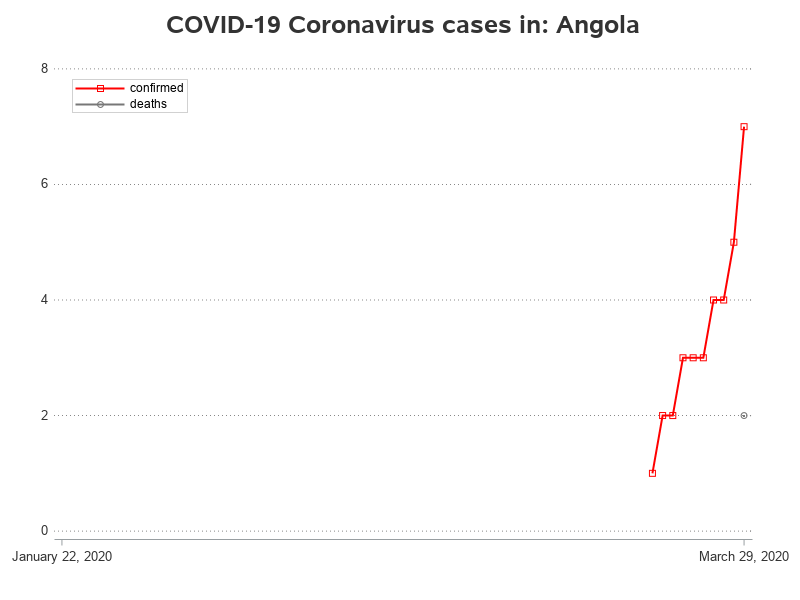 COVID-19 Coronavirus cases in: Angola
8
confirmed
deaths
6
4
2
0
January 22, 2020
March 29, 2020